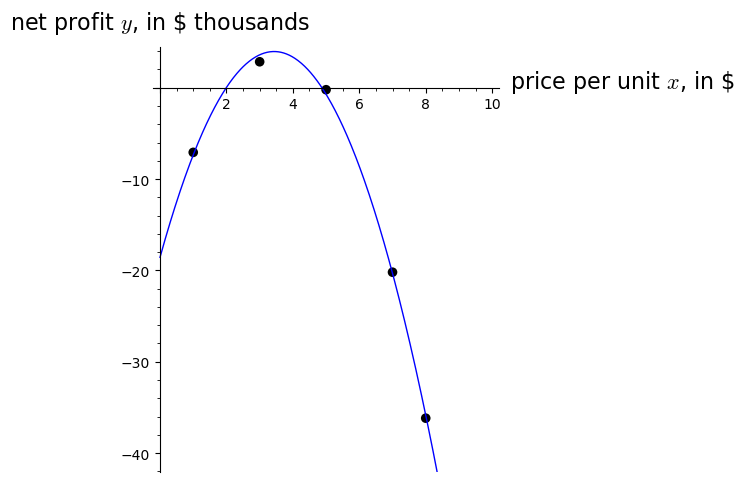 net profit y, in $ thousands
price per unit x, in $
2 4 6 8 10
−10
−20
−30
−40